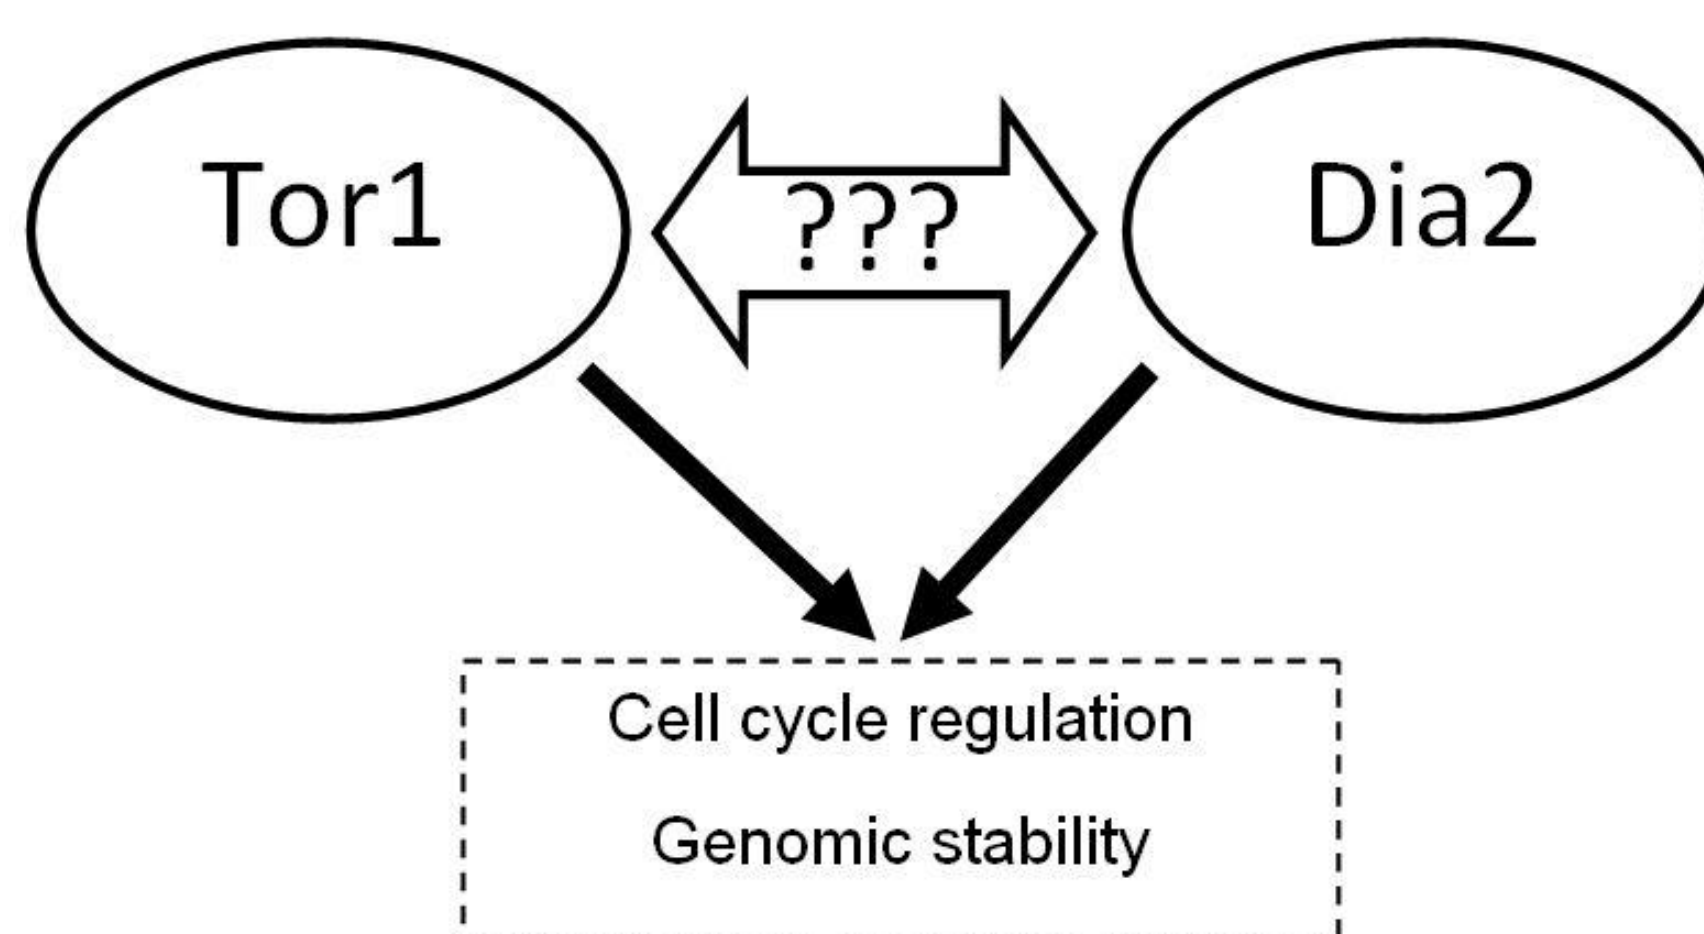 Tor1
???
Dia2
Cell cycle regulation
Genomic stability